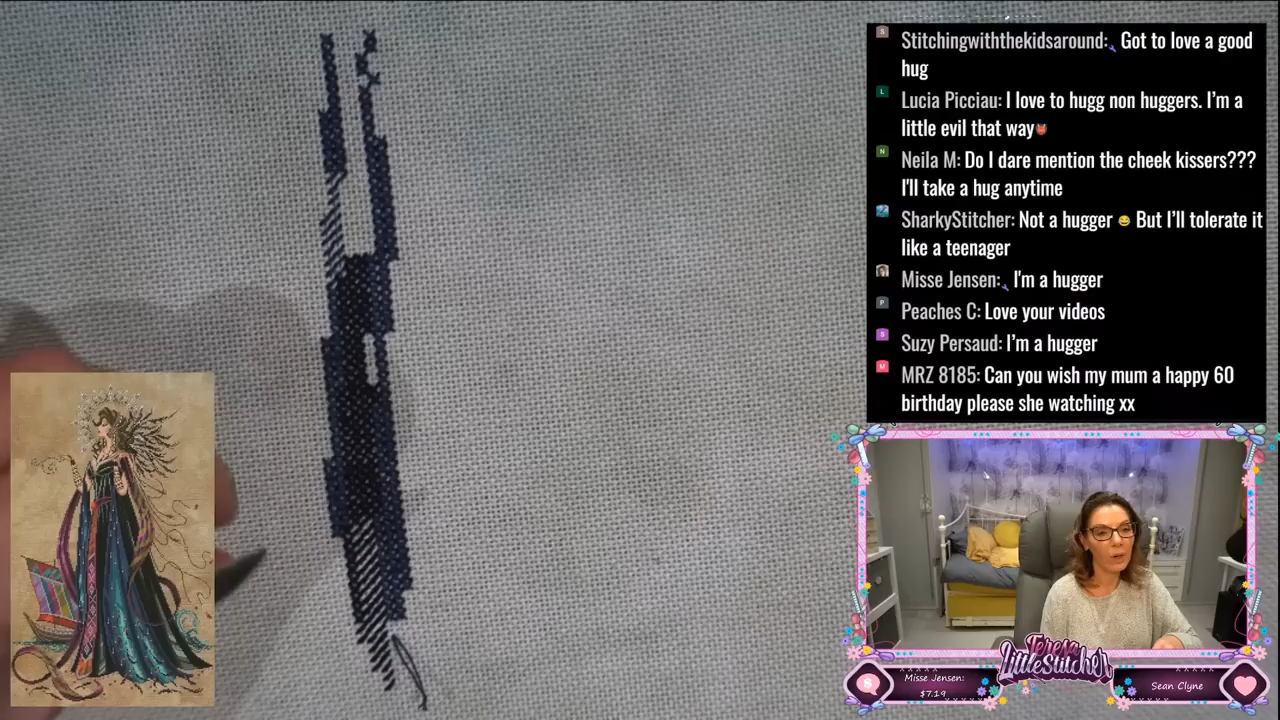 Stitchingwiththekidsaround: Got to love a good
hug
Lucia Picciau: I love to hugg non huggers. I'm a
little evil that way👹
Neila M: Do I dare mention the cheek kissers???
I'll take a hug anytime
SharkyStitcher: Not a hugger 😂 But I'll tolerate it
like a teenager
Misse Jensen: I'm a hugger
Peaches C: Love your videos
Suzy Persaud: I'm a hugger
MRZ 8185: Can you wish my mum a happy 60
birthday please she watching xx
Teresa
LittleStitcher
Misse Jensen:
$7.19
Sean Clyne